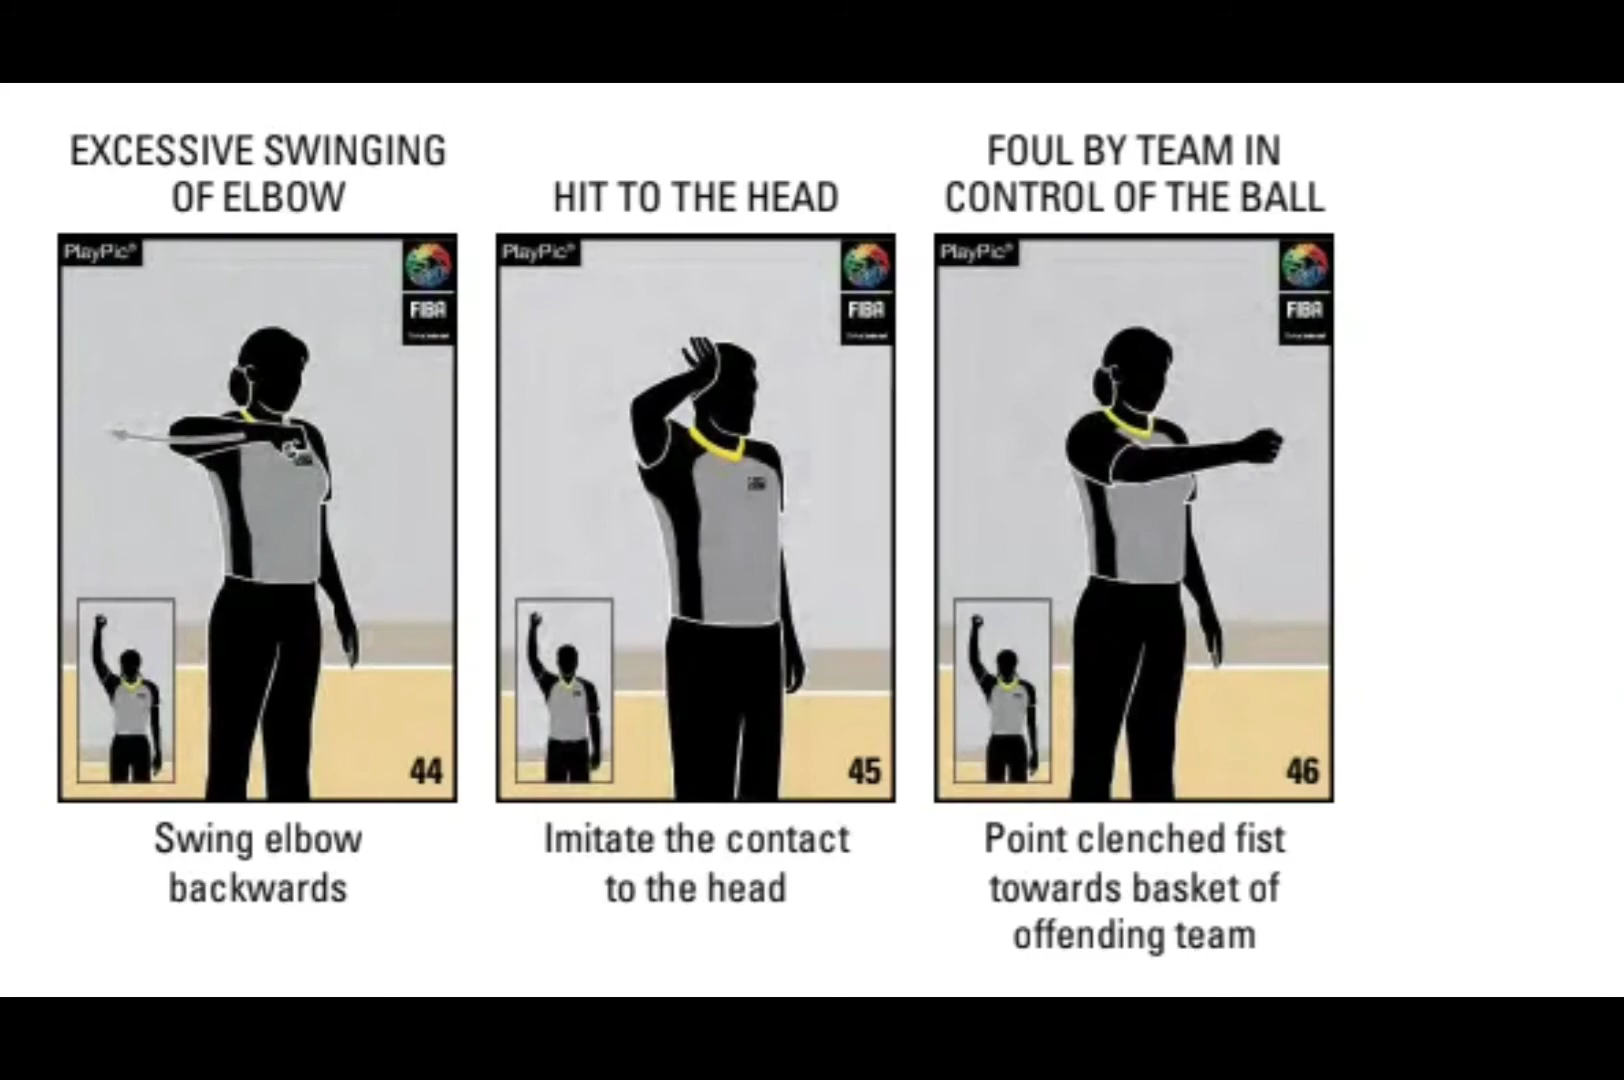 EXCESSIVE SWINGING
OF ELBOW
PlayPic®
FIBA
44
Swing elbow
backwards
HIT TO THE HEAD
PlayPic®
FIBA
45
Imitate the contact
to the head
FOUL BY TEAM IN
CONTROL OF THE BALL
PlayPic®
FIBA
46
Point clenched fist
towards basket of
offending team